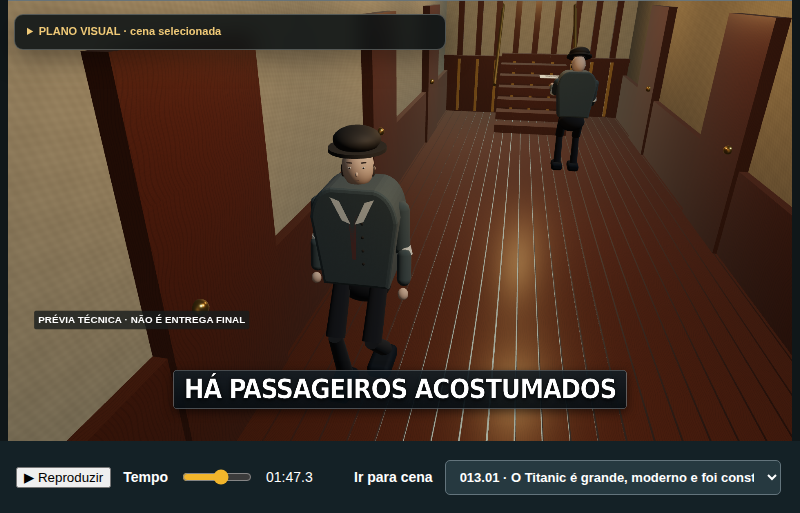 ▶ PLANO VISUAL · cena selecionada
PRÉVIA TÉCNICA · NÃO É ENTREGA FINAL
HÁ PASSAGEIROS ACOSTUMADOS
▶ Reproduzir Tempo 01:47.3 Ir para cena 013.01 · O Titanic é grande, moderno e foi const